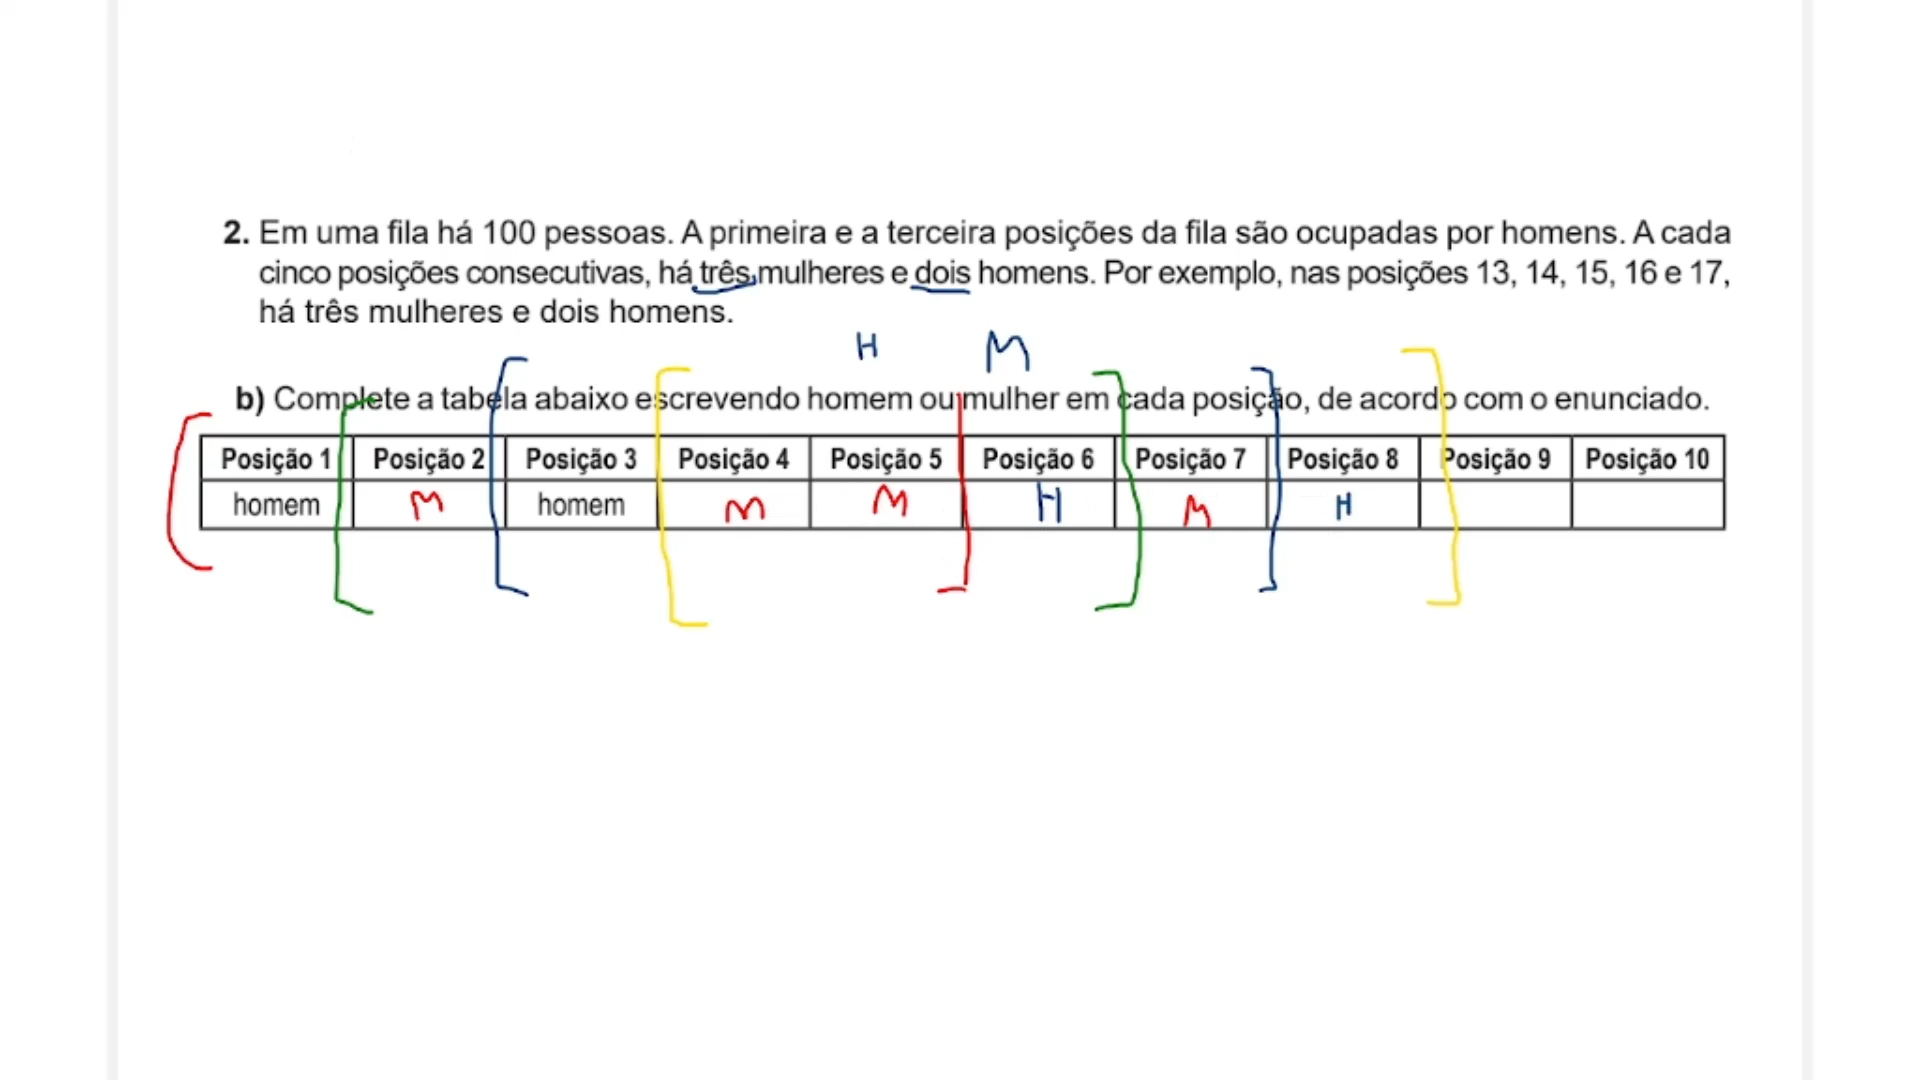 2. Em uma fila há 100 pessoas. A primeira e a terceira posições da fila são ocupadas por homens. A cada
cinco posições consecutivas, há três mulheres e dois homens. Por exemplo, nas posições 13, 14, 15, 16 e 17,
há três mulheres e dois homens.
H M
b) Complete a tabela abaixo escrevendo homem ou mulher em cada posição, de acordo com o enunciado.
Posição 1 Posição 2 Posição 3 Posição 4 Posição 5 Posição 6 Posição 7 Posição 8 Posição 9 Posição 10
homem M homem M M H M H